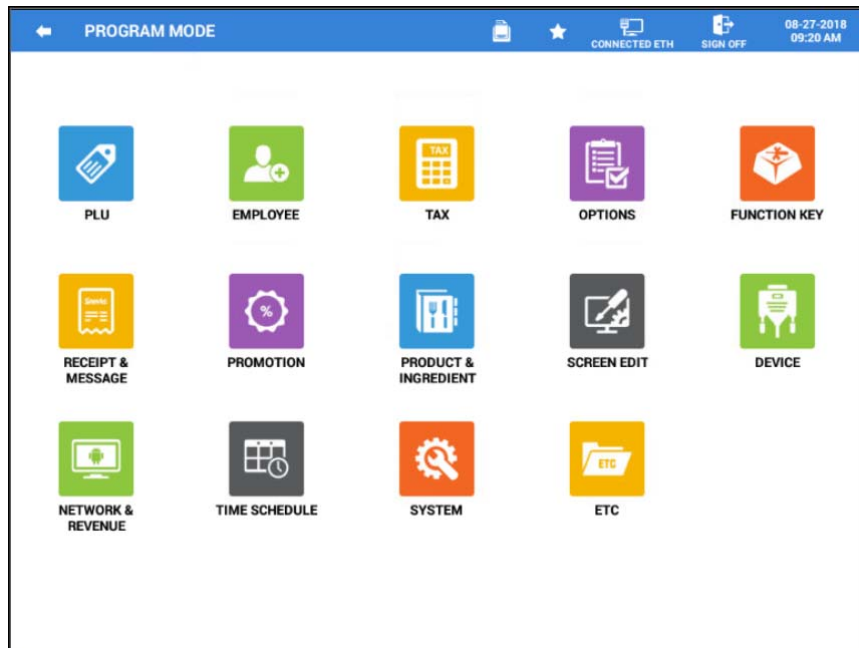 PROGRAM MODE
CONNECTED ETH
SIGN OFF
08-27-2018
09:20 AM
TAX
PLU
EMPLOYEE
TAX
OPTIONS
FUNCTION KEY
%
RECEIPT &
MESSAGE
PROMOTION
PRODUCT &
INGREDIENT
SCREEN EDIT
DEVICE
ETC
NETWORK &
REVENUE
TIME SCHEDULE
SYSTEM
ETC